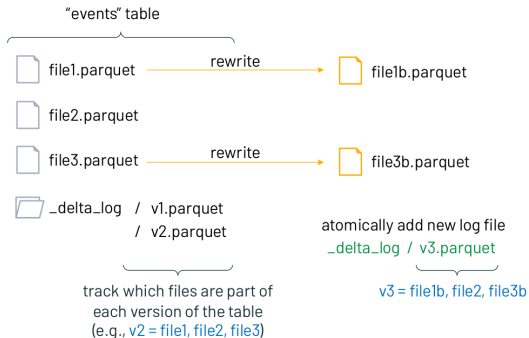 “events” table
file1.parquet
rewrite
file1b.parquet
file2.parquet
file3.parquet
rewrite
file3b.parquet
_delta_log / v1.parquet
/ v2.parquet
atomically add new log file
_delta_log / v3.parquet
track which files are part of
each version of the table
(e.g., v2 = file1, file2, file3)
v3 = file1b, file2, file3b